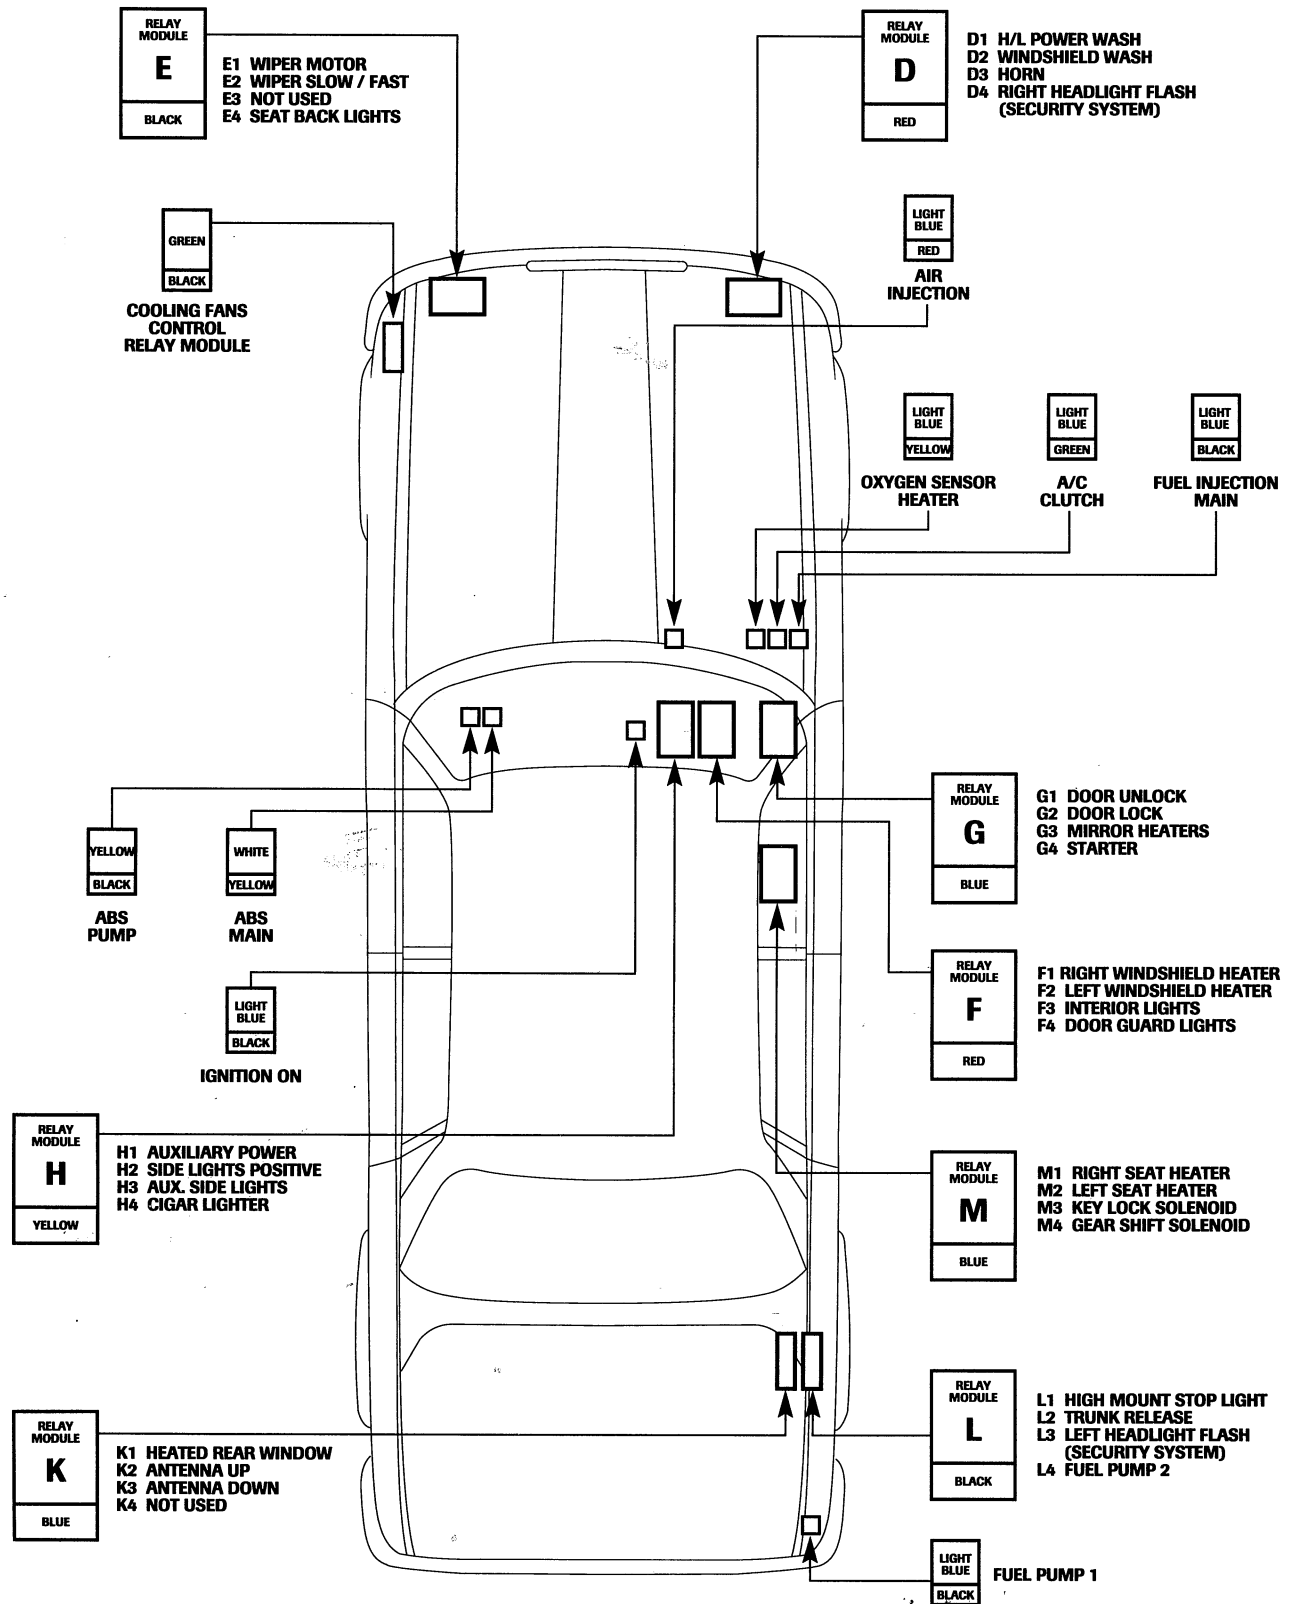 RELAY
MODULE
E
BLACK
E1 WIPER MOTOR
E2 WIPER SLOW / FAST
E3 NOT USED
E4 SEAT BACK LIGHTS
RELAY
MODULE
D
RED
D1 H/L POWER WASH
D2 WINDSHIELD WASH
D3 HORN
D4 RIGHT HEADLIGHT FLASH
(SECURITY SYSTEM)
GREEN
BLACK
COOLING FANS
CONTROL
RELAY MODULE
LIGHT
BLUE
RED
AIR
INJECTION
LIGHT
BLUE
YELLOW
OXYGEN SENSOR
HEATER
LIGHT
BLUE
GREEN
A/C
CLUTCH
LIGHT
BLUE
BLACK
FUEL INJECTION
MAIN
YELLOW
BLACK
ABS
PUMP
WHITE
YELLOW
ABS
MAIN
RELAY
MODULE
G
BLUE
G1 DOOR UNLOCK
G2 DOOR LOCK
G3 MIRROR HEATERS
G4 STARTER
LIGHT
BLUE
BLACK
IGNITION ON
RELAY
MODULE
F
RED
F1 RIGHT WINDSHIELD HEATER
F2 LEFT WINDSHIELD HEATER
F3 INTERIOR LIGHTS
F4 DOOR GUARD LIGHTS
RELAY
MODULE
H
YELLOW
H1 AUXILIARY POWER
H2 SIDE LIGHTS POSITIVE
H3 AUX. SIDE LIGHTS
H4 CIGAR LIGHTER
RELAY
MODULE
M
BLUE
M1 RIGHT SEAT HEATER
M2 LEFT SEAT HEATER
M3 KEY LOCK SOLENOID
M4 GEAR SHIFT SOLENOID
RELAY
MODULE
K
BLUE
K1 HEATED REAR WINDOW
K2 ANTENNA UP
K3 ANTENNA DOWN
K4 NOT USED
RELAY
MODULE
L
BLACK
L1 HIGH MOUNT STOP LIGHT
L2 TRUNK RELEASE
L3 LEFT HEADLIGHT FLASH
(SECURITY SYSTEM)
L4 FUEL PUMP 2
LIGHT
BLUE
BLACK
FUEL PUMP 1